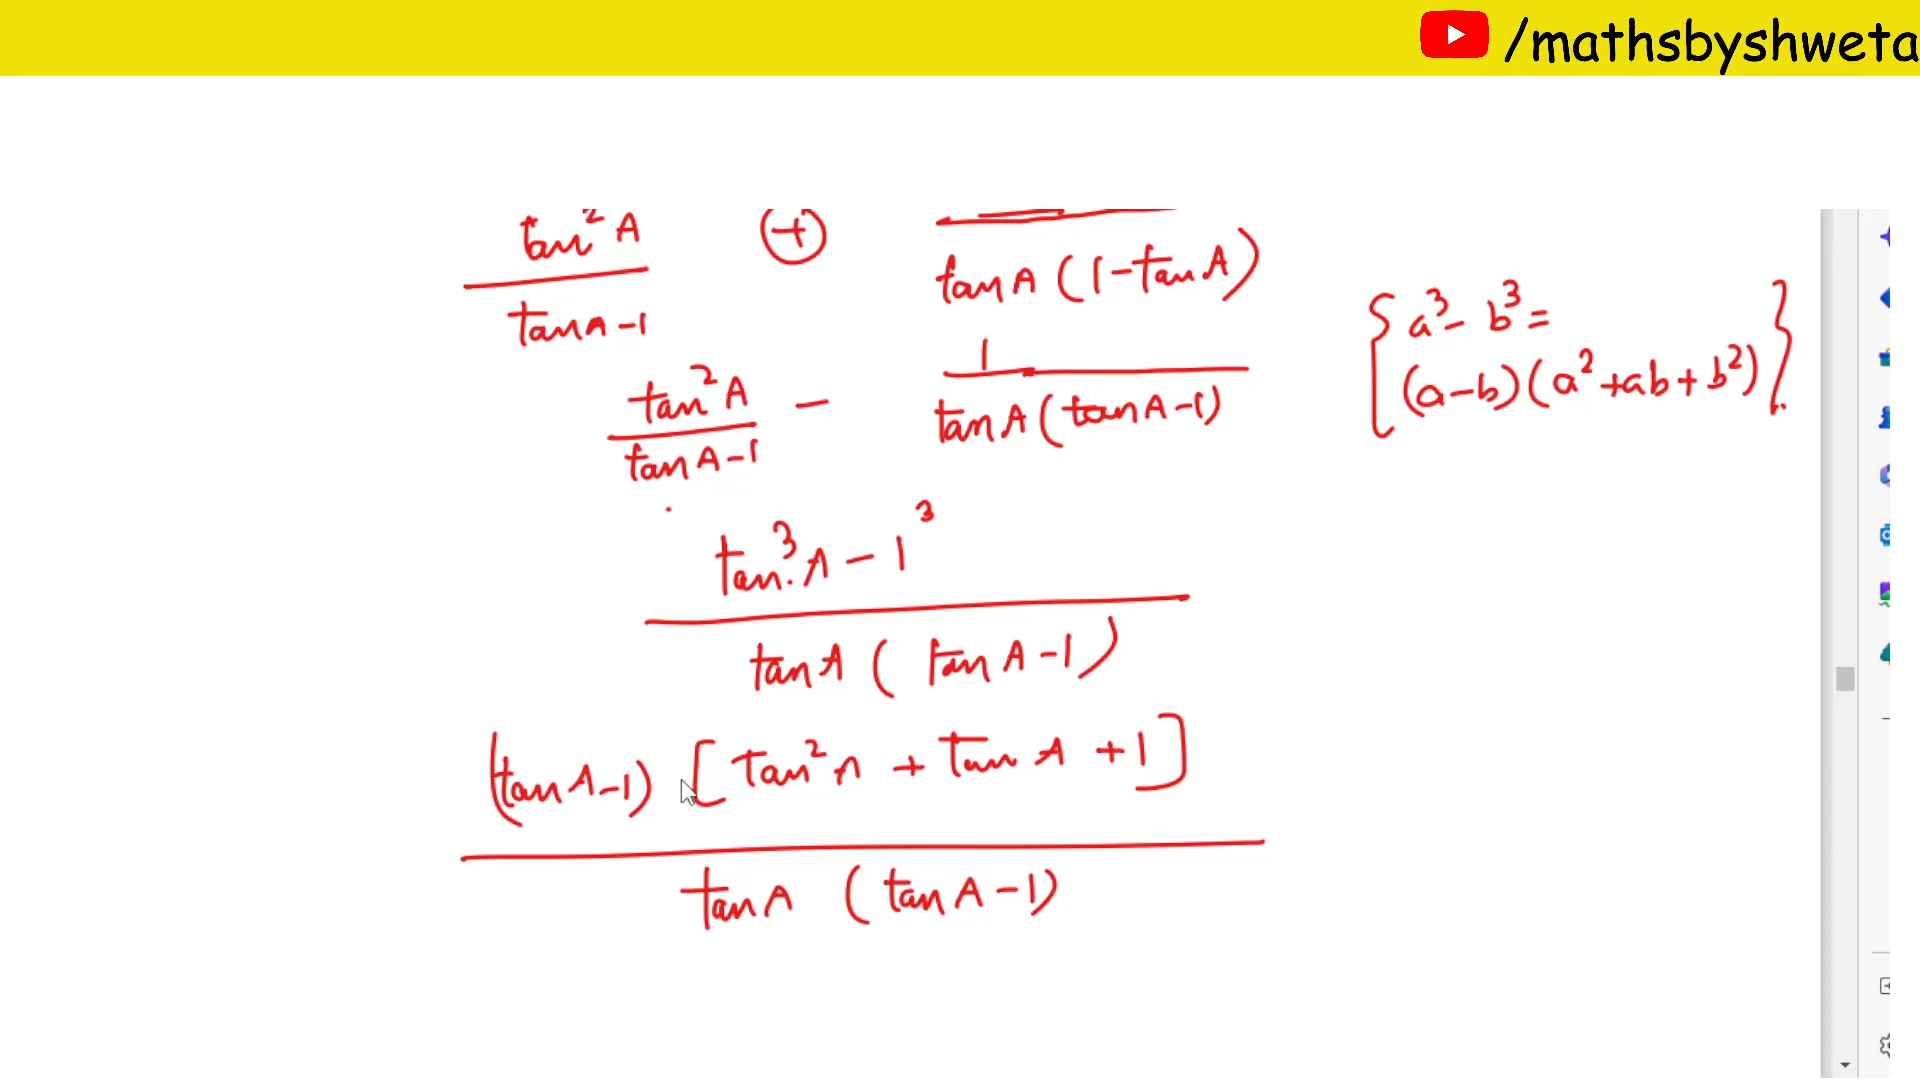 /mathsbyshweta
tan²A / tanA-1 + / tanA(1-tanA)
tan²A / tanA-1 - 1 / tanA(tanA-1)
{a³-b³=
(a-b)(a²+ab+b²)}
tan³A-1³ / tanA(tanA-1)
(tanA-1)[tan²A+tanA+1] / tanA(tanA-1)